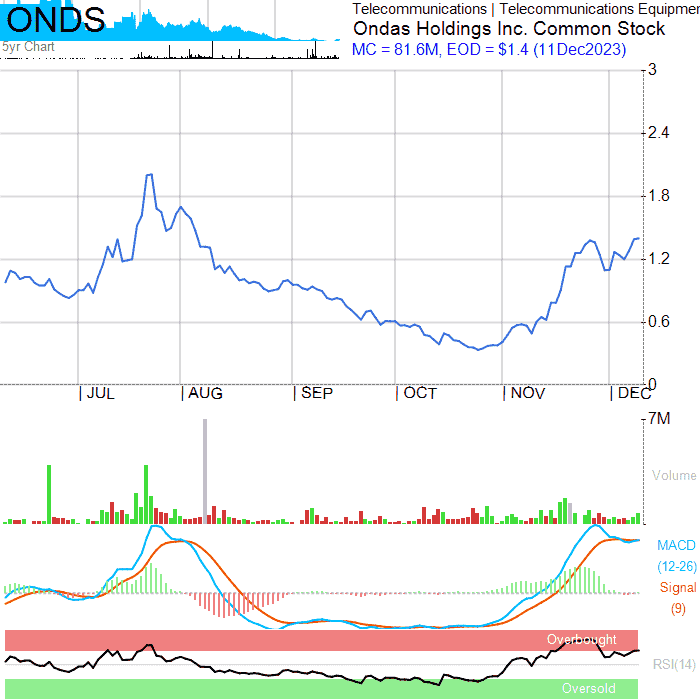 ONDS
5yr Chart
Telecommunications | Telecommunications Equipmen
Ondas Holdings Inc. Common Stock
MC = 81.6M, EOD = $1.4 (11Dec2023)
3
2.4
1.8
1.2
0.6
0
JUL AUG SEP OCT NOV DEC
7M
Volume
MACD
(12-26)
Signal
(9)
Overbought
RSI(14)
Oversold